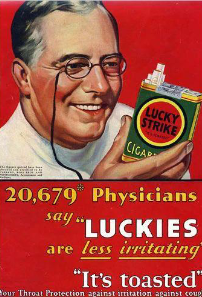 LUCKY
STRIKE
CIGAR
20,679* Physicians
say "LUCKIES
are less irritating"
"It's toasted"
Your Throat Protection against irritation against cough